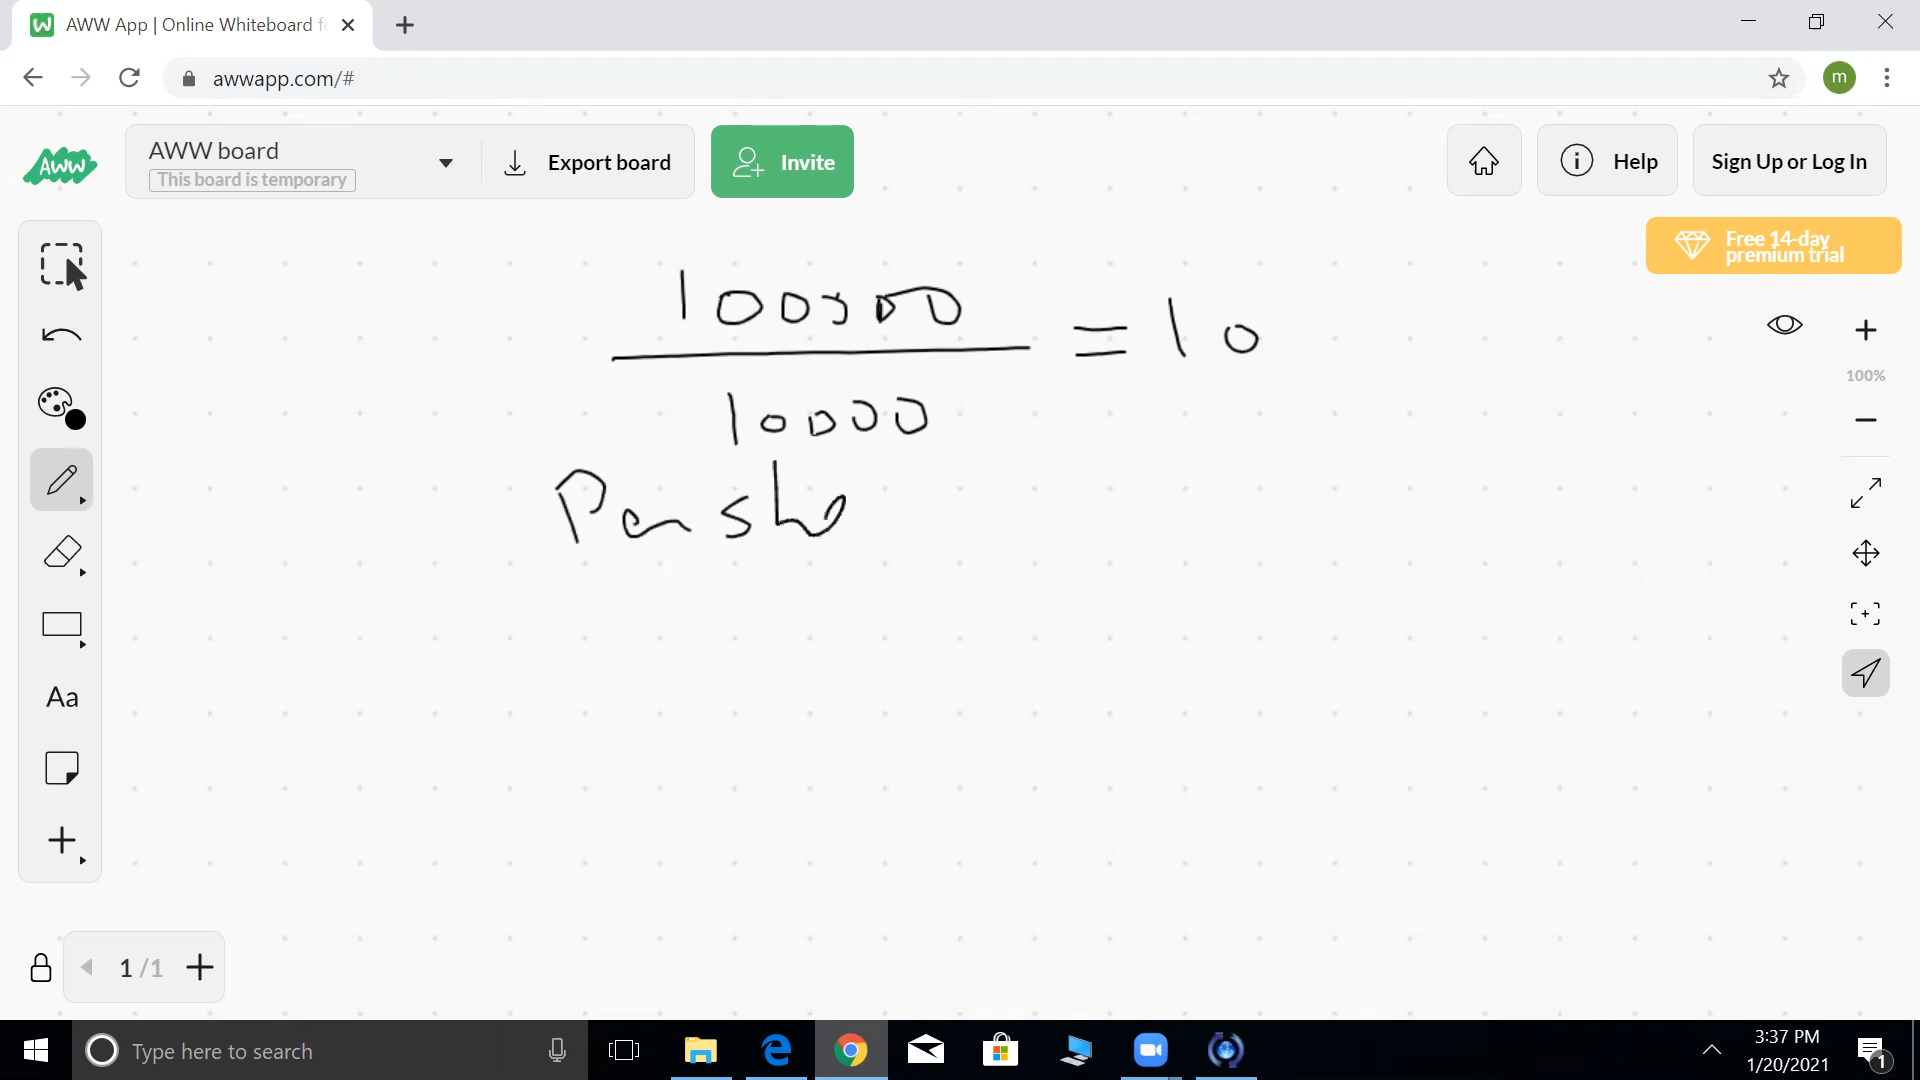 AWW App | Online Whiteboard f
awwapp.com/#
m
AWW
AWW board
This board is temporary
Export board
Invite
Help
Sign Up or Log In
Free 14-day
premium trial
100000
10000
= 10
100%
Aa
1 / 1
Type here to search
3:37 PM
1/20/2021
1